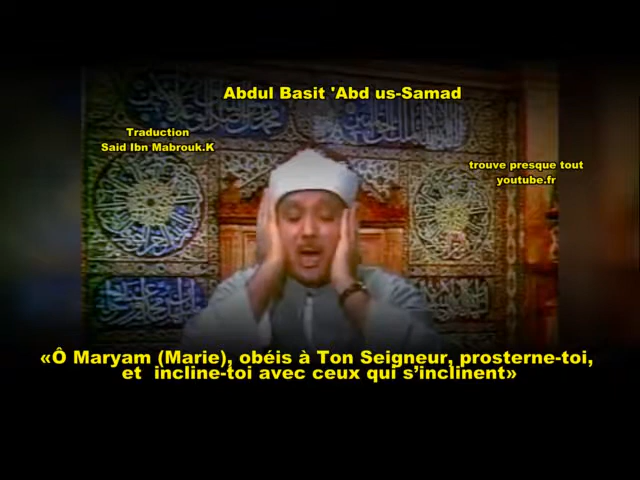 Abdul Basit 'Abd us-Samad
Traduction
Said Ibn Mabrouk.K
trouve presque tout
youtube.fr
«Ô Maryam (Marie), obéis à Ton Seigneur, prosterne-toi,
et incline-toi avec ceux qui s'inclinent»